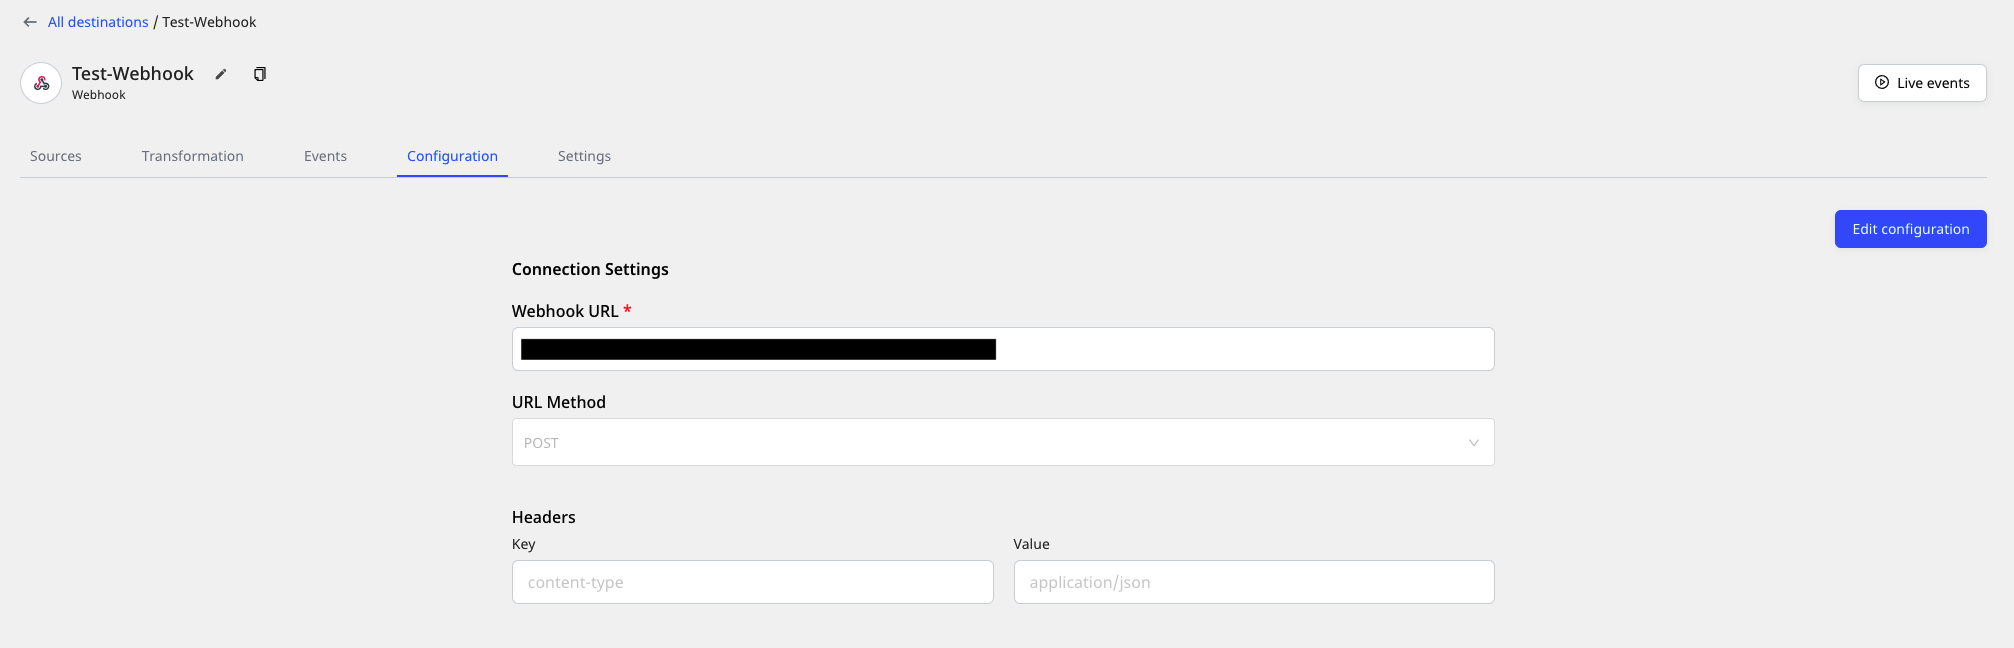 All destinations / Test-Webhook
Test-Webhook
Webhook
Live events
Sources Transformation Events Configuration Settings
Edit configuration
Connection Settings
Webhook URL *
URL Method
POST
Headers
Key Value
content-type application/json